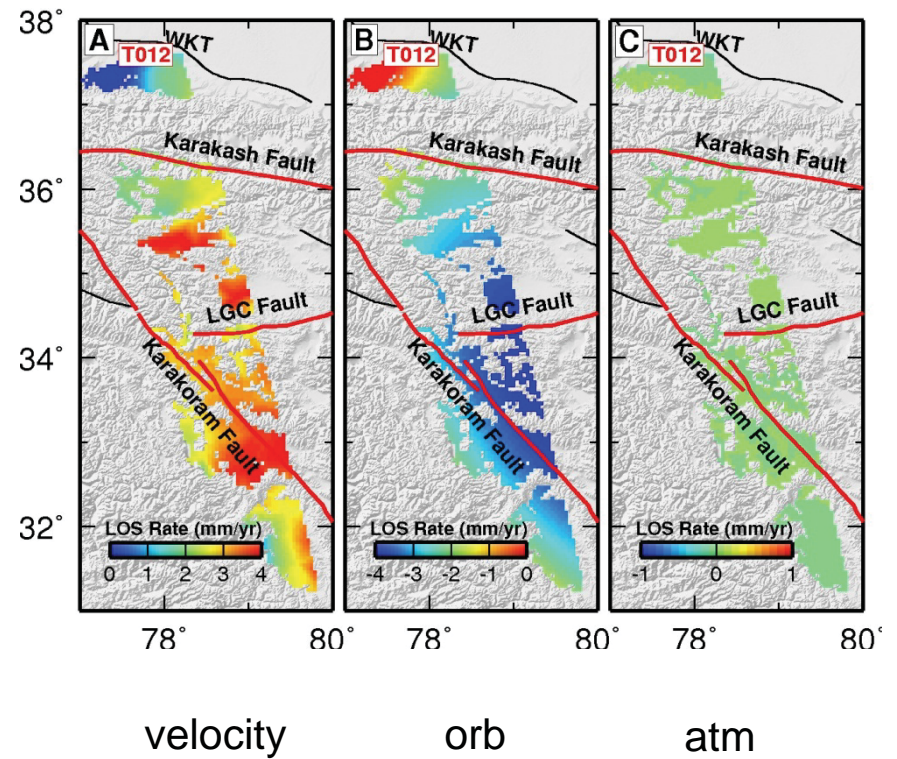 38°
36°
34°
32°
A
WKT
T012
Karakash Fault
LGC Fault
Karakoram Fault
LOS Rate (mm/yr)
0 1 2 3 4
78° 80°
B
WKT
T012
Karakash Fault
LGC Fault
Karakoram Fault
LOS Rate (mm/yr)
-4 -3 -2 -1 0
78° 80°
C
WKT
T012
Karakash Fault
LGC Fault
Karakoram Fault
LOS Rate (mm/yr)
-1 0 1
78° 80°
velocity orb atm